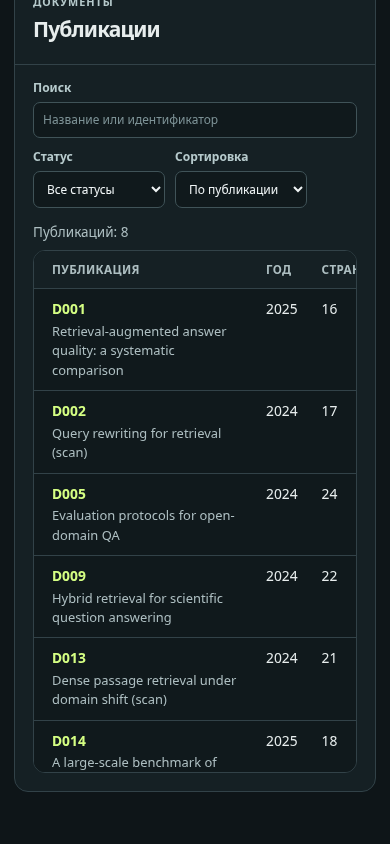 ДОКУМЕНТЫ
Публикации
Поиск
Название или идентификатор
Статус Сортировка
Все статусы По публикации
Публикаций: 8
ПУБЛИКАЦИЯ ГОД СТРАН
D001 2025 16
Retrieval-augmented answer
quality: a systematic
comparison
D002 2024 17
Query rewriting for retrieval
(scan)
D005 2024 24
Evaluation protocols for open-
domain QA
D009 2024 22
Hybrid retrieval for scientific
question answering
D013 2024 21
Dense passage retrieval under
domain shift (scan)
D014 2025 18
A large-scale benchmark of